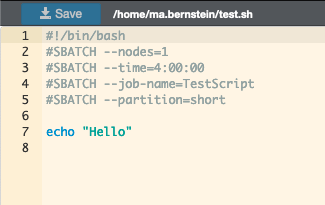 Save /home/ma.bernstein/test.sh
1 #!/bin/bash
2 #SBATCH --nodes=1
3 #SBATCH --time=4:00:00
4 #SBATCH --job-name=TestScript
5 #SBATCH --partition=short
6
7 echo "Hello"
8